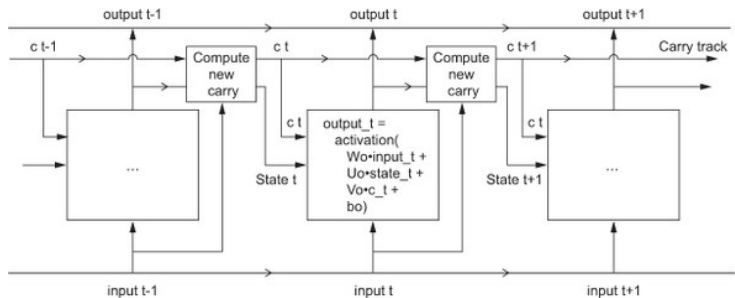 output t-1
output t
output t+1
c t-1
Compute
new
carry
c t
Compute
new
carry
c t+1
Carry track
...
c t
output_t =
activation(
Wo•input_t +
Uo•state_t +
Vo•c_t +
bo)
c t
...
State t
State t+1
input t-1
input t
input t+1